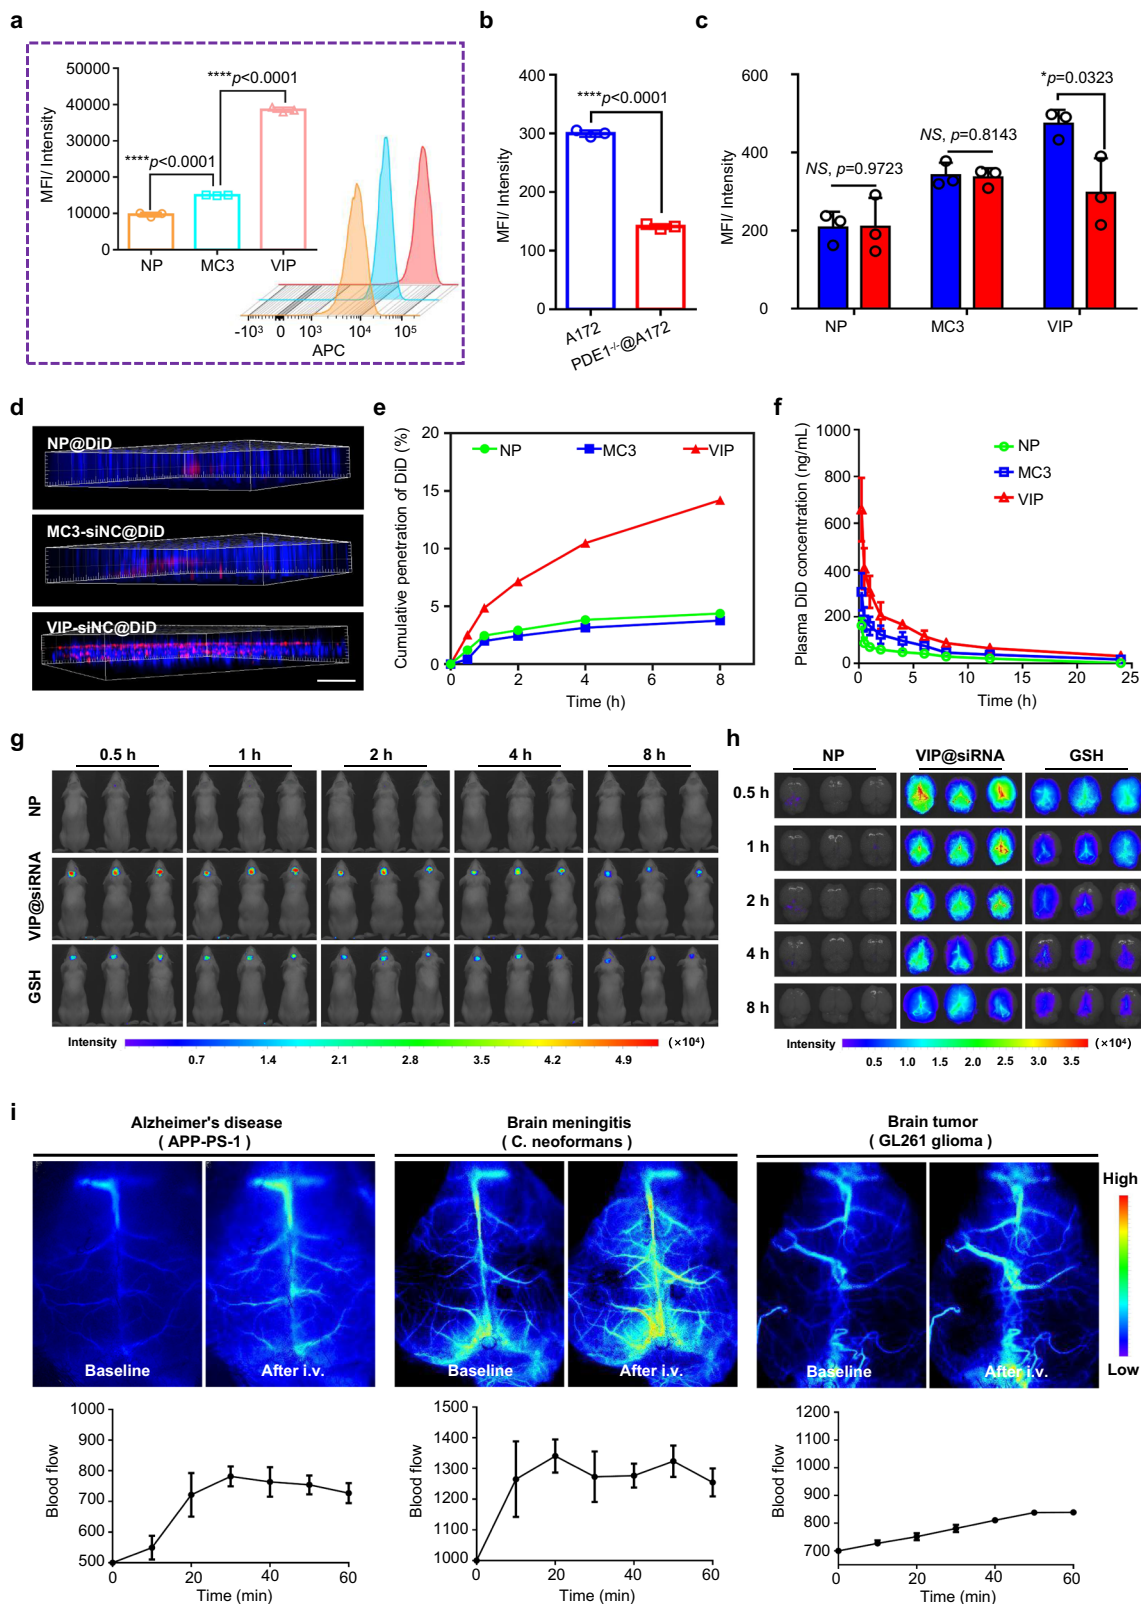 a
50000
40000
30000
20000
10000
0
MFI/ Intensity
****p<0.0001
****p<0.0001
NP MC3 VIP
-10³ 0 10³ 10⁴ 10⁵
APC
b
400
300
200
100
0
MFI/ Intensity
****p<0.0001
A172
PDE1⁻/⁻@A172
c
600
400
200
0
MFI/ Intensity
NS, p=0.9723
NS, p=0.8143
*p=0.0323
NP MC3 VIP
d
NP@DiD
MC3-siNC@DiD
VIP-siNC@DiD
e
20
15
10
5
0
Cumulative penetration of DiD (%)
NP MC3 VIP
0 2 4 6 8
Time (h)
f
1000
800
600
400
200
0
Plasma DiD concentration (ng/mL)
NP
MC3
VIP
0 5 10 15 20 25
Time (h)
g
0.5 h 1 h 2 h 4 h 8 h
NP
VIP@siRNA
GSH
Intensity
0.7 1.4 2.1 2.8 3.5 4.2 4.9
(×10⁴)
h
NP VIP@siRNA GSH
0.5 h
1 h
2 h
4 h
8 h
Intensity
0.5 1.0 1.5 2.0 2.5 3.0 3.5
(×10⁴)
i
Alzheimer's disease
( APP-PS-1 )
Baseline After i.v.
Brain meningitis
( C. neoformans )
Baseline After i.v.
Brain tumor
( GL261 glioma )
Baseline After i.v.
High
Low
1000
900
800
700
600
500
Blood flow
0 20 40 60
Time (min)
1500
1400
1300
1200
1100
1000
Blood flow
0 20 40 60
Time (min)
1200
1100
1000
900
800
700
Blood flow
0 20 40 60
Time (min)